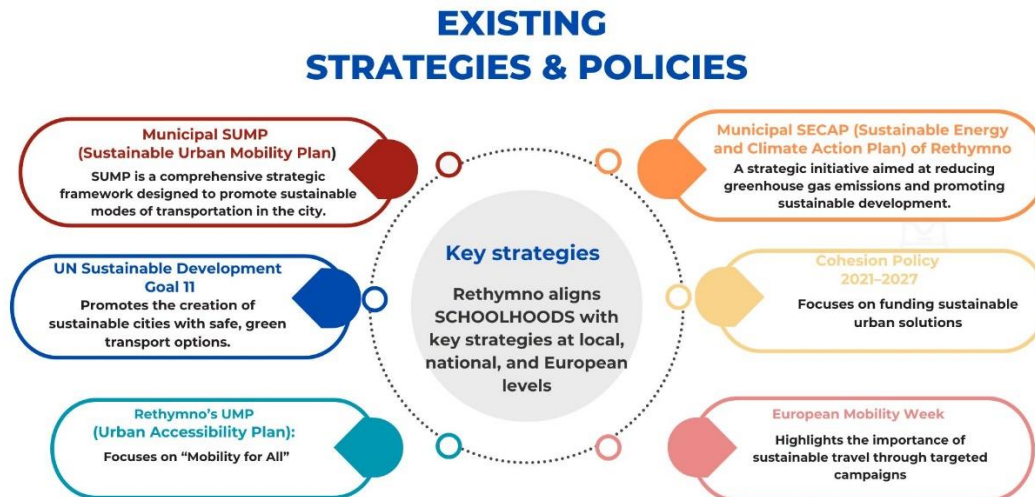 EXISTING
STRATEGIES & POLICIES
Municipal SUMP
(Sustainable Urban Mobility Plan)
SUMP is a comprehensive strategic
framework designed to promote sustainable
modes of transportation in the city.
UN Sustainable Development
Goal 11
Promotes the creation of
sustainable cities with safe, green
transport options.
Rethymno’s UMP
(Urban Accessibility Plan):
Focuses on “Mobility for All”
Key strategies
Rethymno aligns
SCHOOLHOODS with
key strategies at local,
national, and European
levels
Municipal SECAP (Sustainable Energy
and Climate Action Plan) of Rethymno
A strategic initiative aimed at reducing
greenhouse gas emissions and promoting
sustainable development.
Cohesion Policy
2021–2027
Focuses on funding sustainable
urban solutions
European Mobility Week
Highlights the importance of
sustainable travel through targeted
campaigns